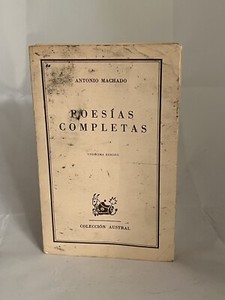 ANTONIO MACHADO
POESÍAS
COMPLETAS
COLECCIÓN AUSTRAL